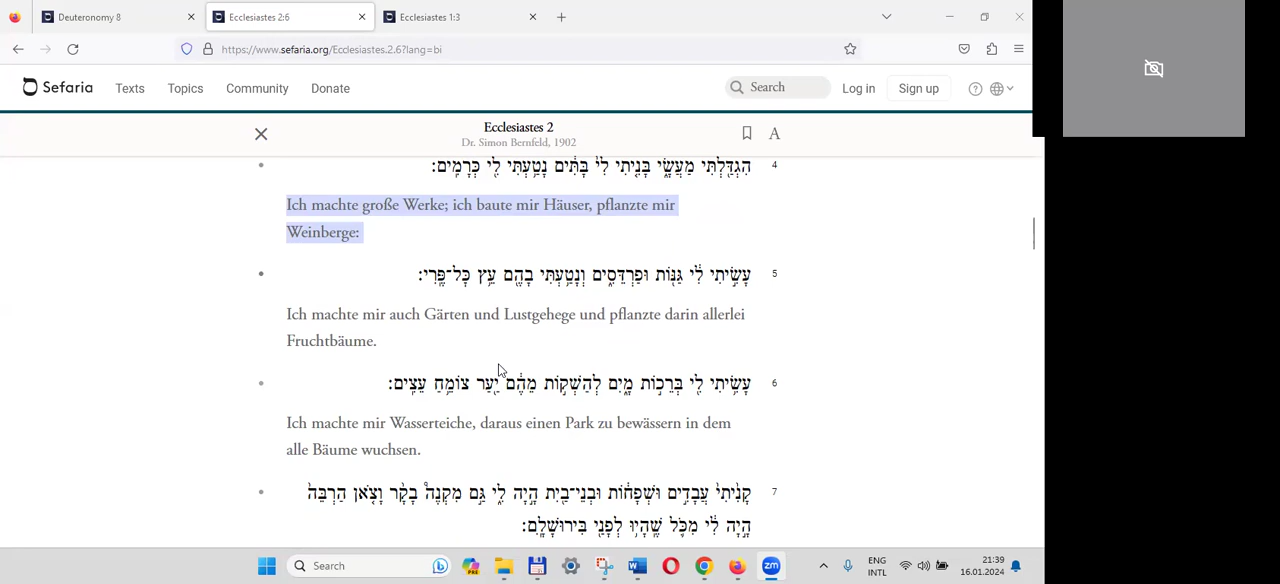 Deuteronomy 8
Ecclesiastes 2:6
Ecclesiastes 1:3
https://www.sefaria.org/Ecclesiastes.2.6?lang=bi
Sefaria Texts Topics Community Donate Search Log in Sign up
Ecclesiastes 2
Dr. Simon Bernfeld, 1902
4 הִגְדַּ֖לְתִּי מַעֲשָׂ֑י בָּנִ֤יתִי לִי֙ בָּתִּ֔ים נָטַ֥עְתִּי לִ֖י כְּרָמִֽים׃
Ich machte große Werke; ich baute mir Häuser, pflanzte mir
Weinberge:
5 עָשִׂ֣יתִי לִ֔י גַּנּ֖וֹת וּפַרְדֵּסִ֑ים וְנָטַ֥עְתִּי בָהֶ֖ם עֵ֥ץ כׇּל־פֶּֽרִי׃
Ich machte mir auch Gärten und Lustgehege und pflanzte darin allerlei
Fruchtbäume.
6 עָשִׂ֥יתִי לִ֖י בְּרֵכ֣וֹת מָ֑יִם לְהַשְׁק֣וֹת מֵהֶ֔ם יַ֖עַר צוֹמֵ֥חַ עֵצִֽים׃
Ich machte mir Wasserteiche, daraus einen Park zu bewässern in dem
alle Bäume wuchsen.
7 קָנִ֙יתִי֙ עֲבָדִ֣ים וּשְׁפָח֔וֹת וּבְנֵי־בַ֖יִת הָ֣יָה לִ֑י גַּ֣ם מִקְנֶה֩ בָקָ֨ר וָצֹ֤אן הַרְבֵּה֙
הָ֣יָה לִ֔י מִכֹּ֛ל שֶֽׁהָי֥וּ לְפָנַ֖י בִּירוּשָׁלָֽ͏ִם׃
Search
ENG
INTL
21:39
16.01.2024